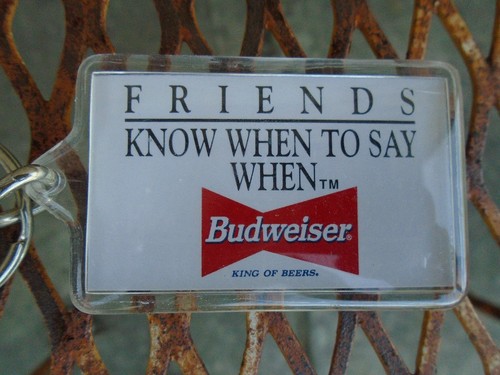 FRIENDS
KNOW WHEN TO SAY
WHEN™
Budweiser®
KING OF BEERS®